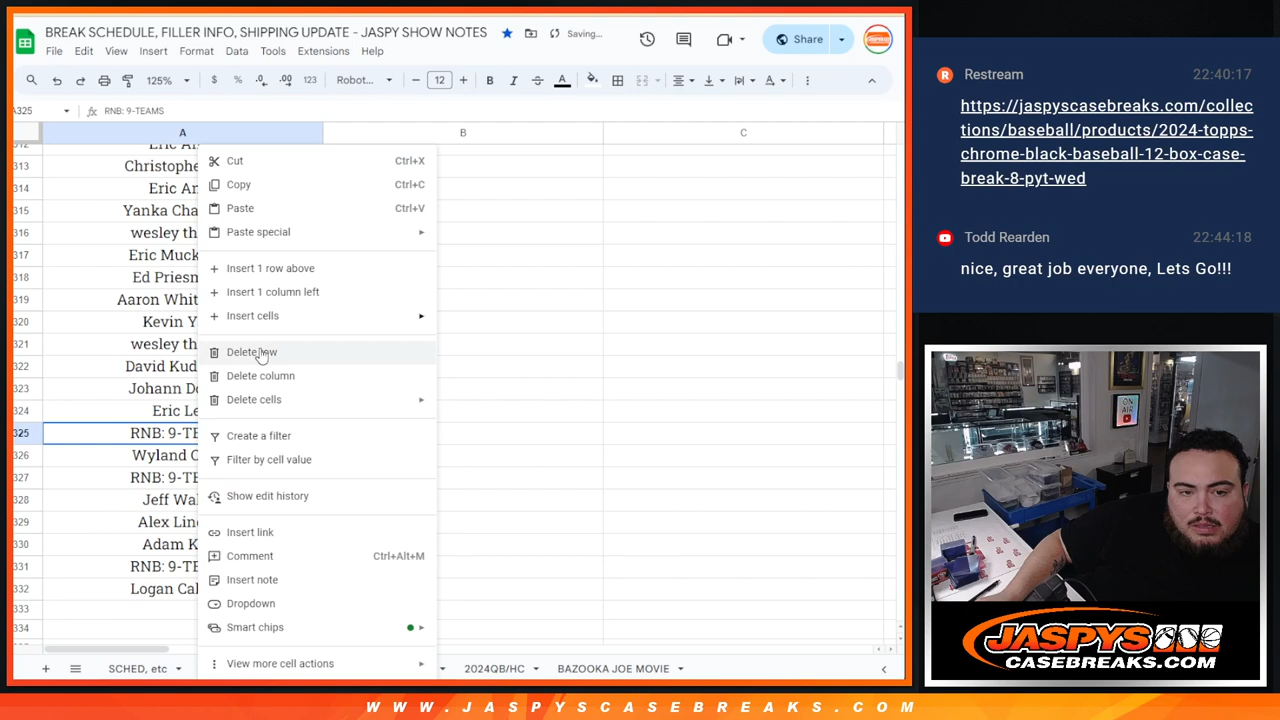 BREAK SCHEDULE, FILLER INFO, SHIPPING UPDATE - JASPY SHOW NOTES
Saving...
File Edit View Insert Format Data Tools Extensions Help
Share
125% $ % .0 .00 123 Robot... − 12 + B I A
A325 RNB: 9-TEAMS
A B C
313 Christophe
314 Eric Ar
315 Yanka Cha
316 wesley th
317 Eric Muck
318 Ed Priesm
319 Aaron Whit
320 Kevin Y
321 wesley th
322 David Kud
323 Johann Do
324 Eric Le
325 RNB: 9-TE
326 Wyland C
327 RNB: 9-TE
328 Jeff Wal
329 Alex Linc
330 Adam K
331 RNB: 9-TE
332 Logan Cal
333
334
Cut Ctrl+X
Copy Ctrl+C
Paste Ctrl+V
Paste special
Insert 1 row above
Insert 1 column left
Insert cells
Delete row
Delete column
Delete cells
Create a filter
Filter by cell value
Show edit history
Insert link
Comment Ctrl+Alt+M
Insert note
Dropdown
Smart chips
View more cell actions
SCHED, etc 2024QB/HC BAZOOKA JOE MOVIE
Restream 22:40:17
https://jaspyscasebreaks.com/collec
tions/baseball/products/2024-topps-
chrome-black-baseball-12-box-case-
break-8-pyt-wed
Todd Rearden 22:44:18
nice, great job everyone, Lets Go!!!
ON
AIR
JASPYS
CASEBREAKS.COM
WWW.JASPYSCASEBREAKS.COM